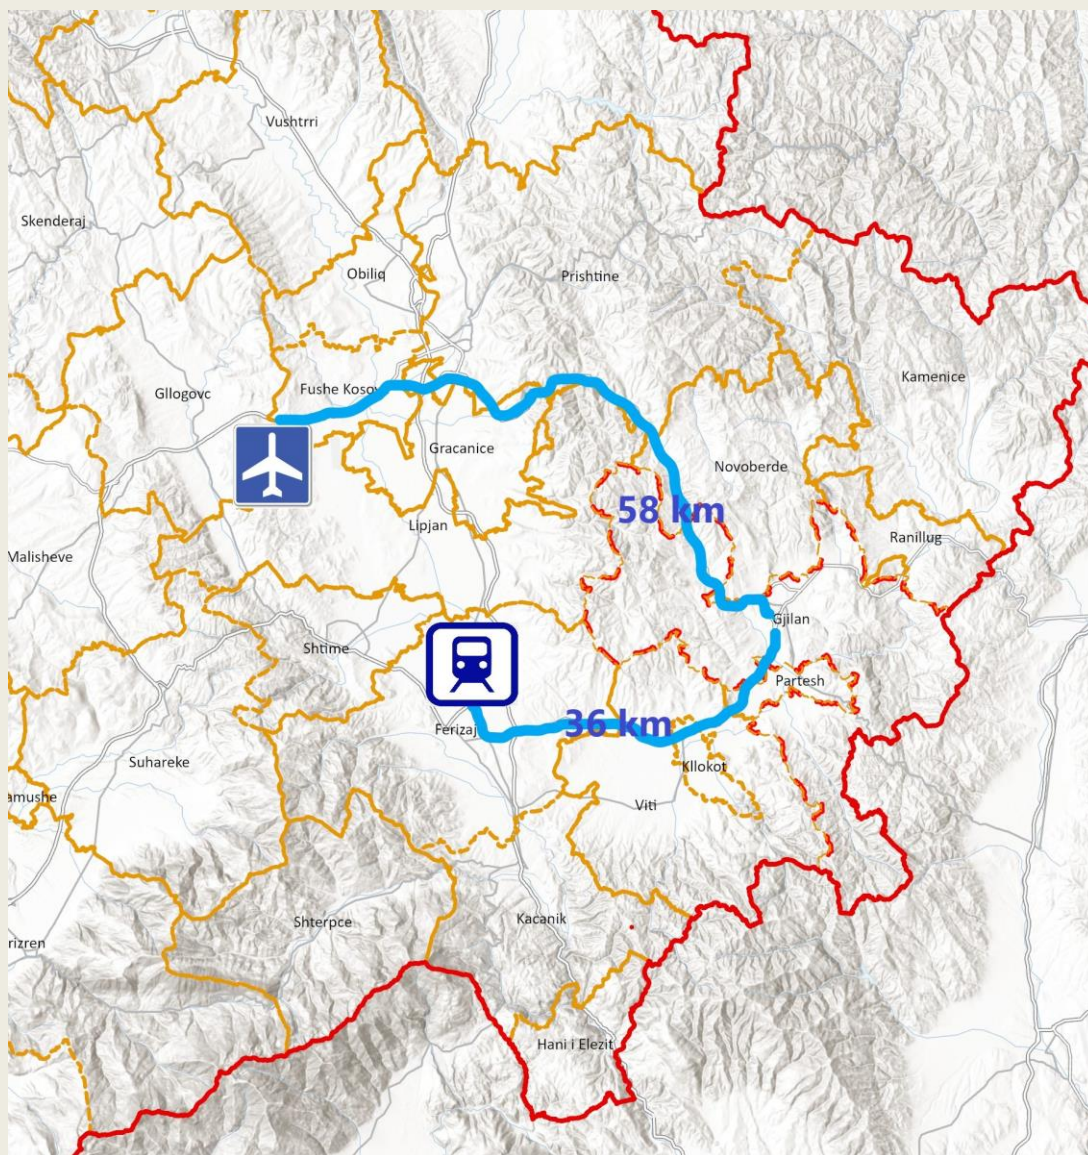 Vushtrri
Skenderaj
Obiliq
Prishtine
Kamenice
Gllogovc
Fushe Kosov
Gracanice
Novoberde
58 km
Lipjan
Ranillug
Malisheve
Gjilan
Shtime
Partesh
36 km
Ferizaj
Suhareke
Kllokot
amushe
Viti
Shterpce
Kacanik
rizren
Hani i Elezit